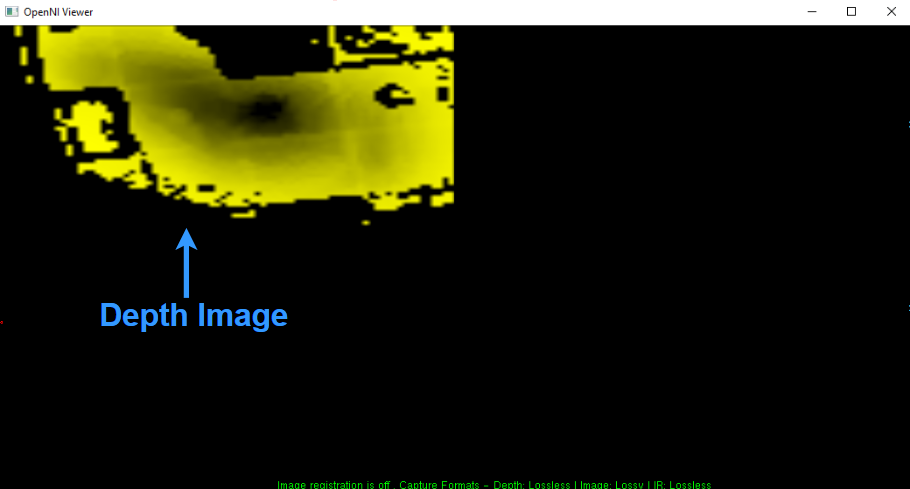 OpenNI Viewer
Depth Image
Image registration is off , Capture Formats - Depth: Lossless | Image: Lossy | IR: Lossless